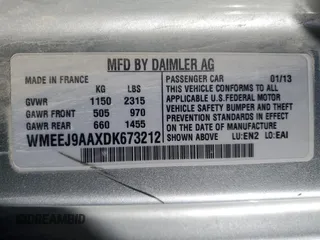 MFD BY DAIMLER AG
MADE IN FRANCE
KG LBS
GVWR 1150 2315
GAWR FRONT 505 970
GAWR REAR 660 1455
WMEEJ9AAXDK673212
PASSENGER CAR 01/13
THIS VEHICLE CONFORMS TO ALL
APPLICABLE U.S. FEDERAL MOTOR
VEHICLE SAFETY BUMPER AND THEFT
PREVENTION STANDARDS IN
EFFECT ON THE DATE OF MANUFACTURE
SHOWN ABOVE LU:EN2 LO:EAI
IDREAMBID